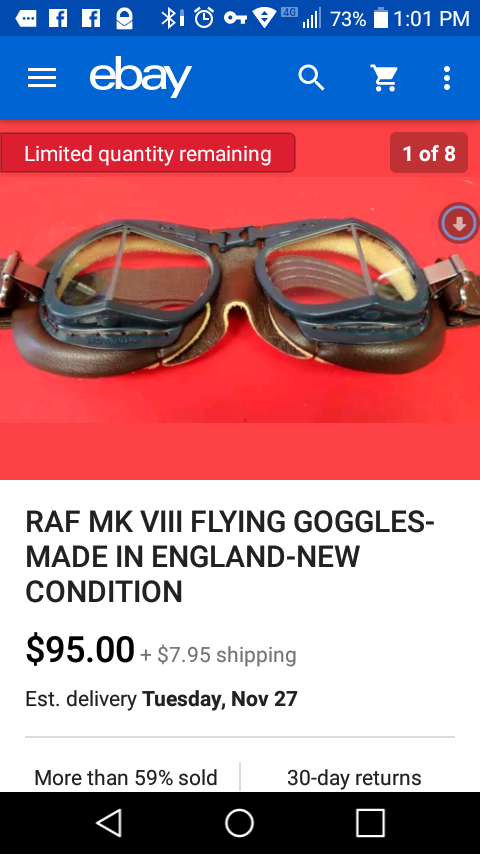 4G 73% 1:01 PM
ebay
Limited quantity remaining 1 of 8
RAF MK VIII FLYING GOGGLES-
MADE IN ENGLAND-NEW
CONDITION
$95.00 + $7.95 shipping
Est. delivery Tuesday, Nov 27
More than 59% sold 30-day returns